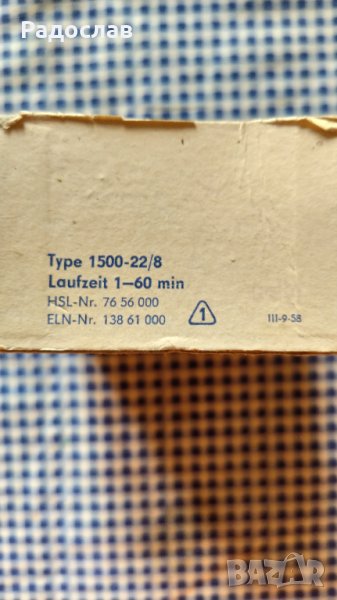 Радослав
Type 1500-22/8
Laufzeit 1—60 min
HSL-Nr. 76 56 000
ELN-Nr. 138 61 000
1
III-9-58
BAZAR